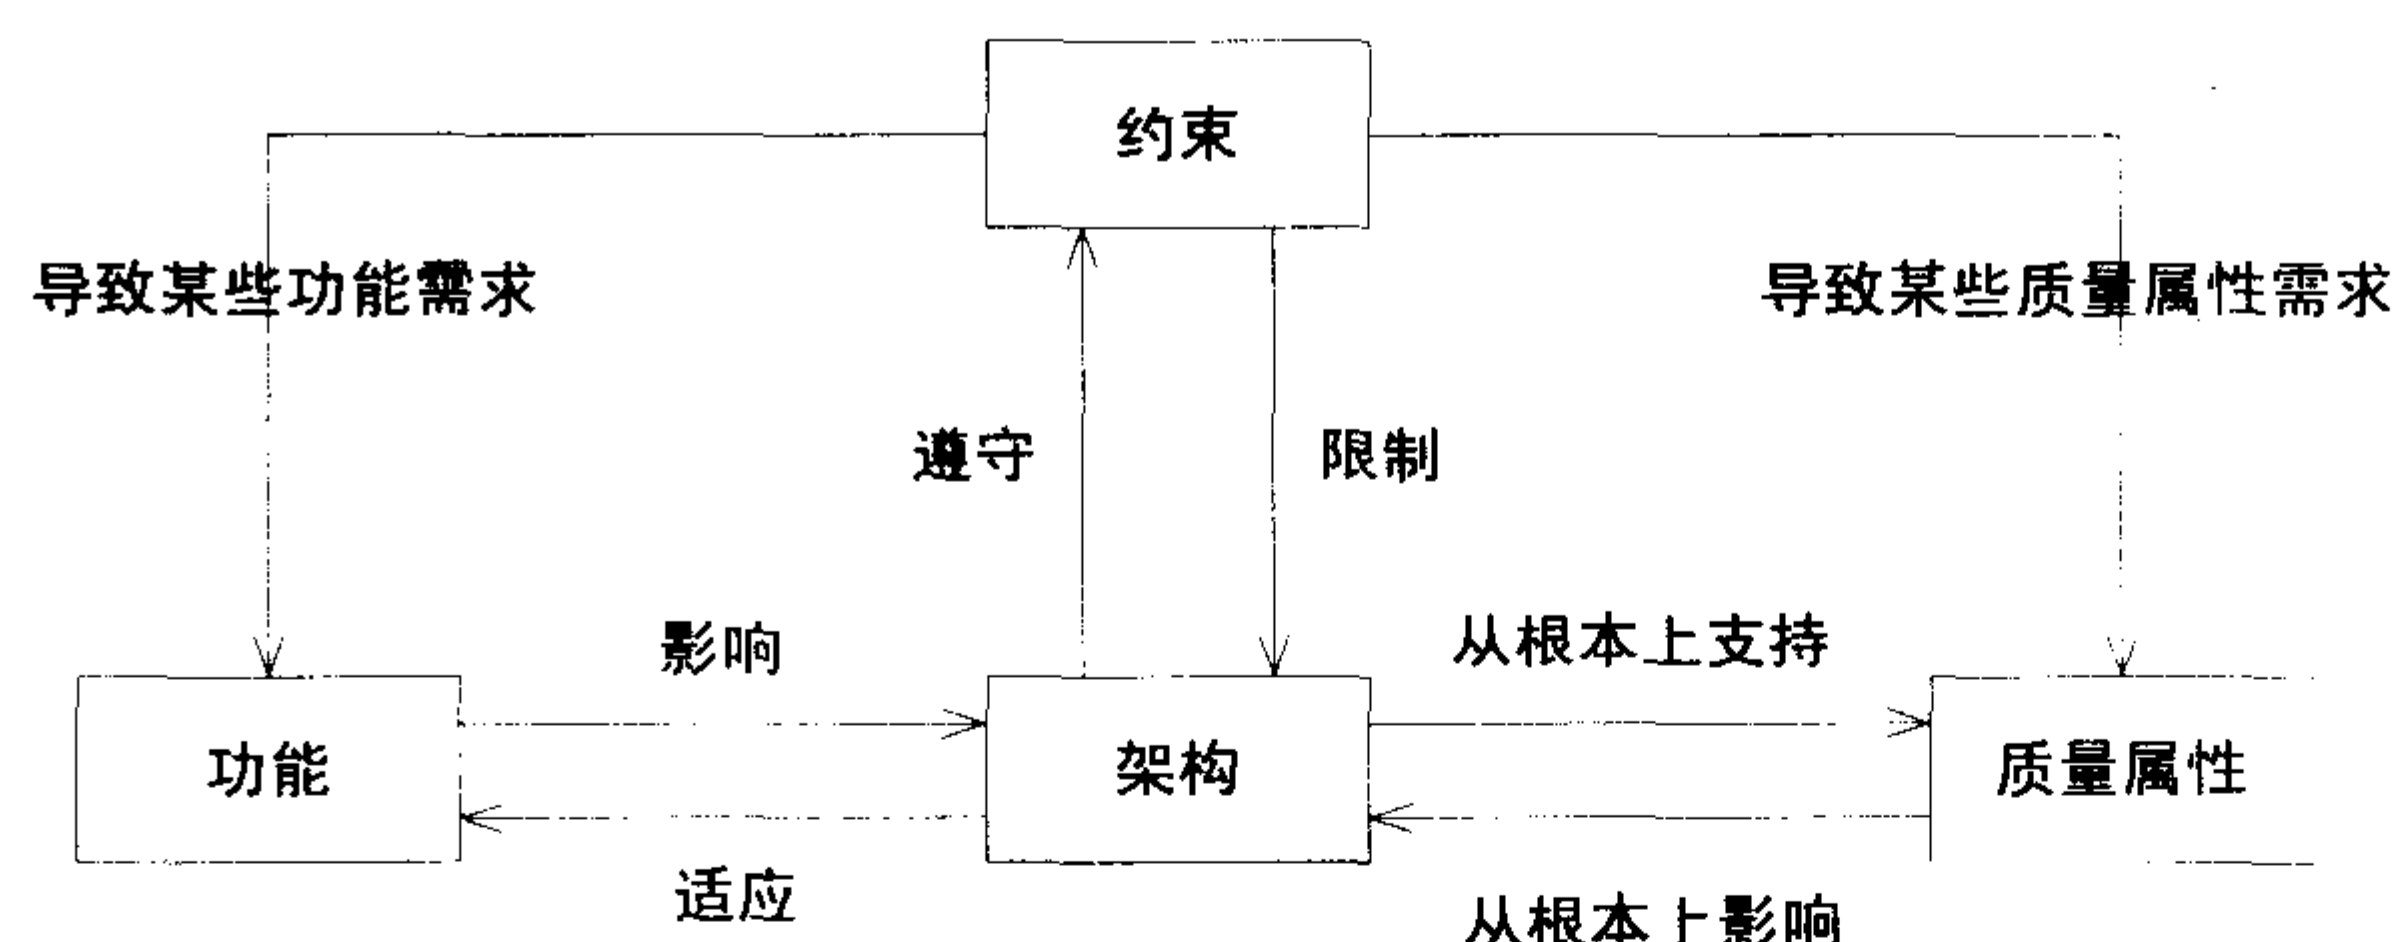 约束
导致某些功能需求
导致某些质量属性需求
遵守
限制
影响
从根本上支持
功能
架构
质量属性
适应
从根本上影响